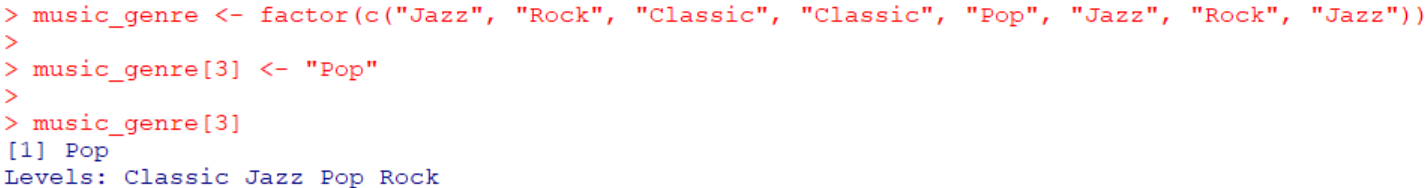 > music_genre <- factor(c("Jazz", "Rock", "Classic", "Classic", "Pop", "Jazz", "Rock", "Jazz"))
>
> music_genre[3] <- "Pop"
>
> music_genre[3]
[1] Pop
Levels: Classic Jazz Pop Rock